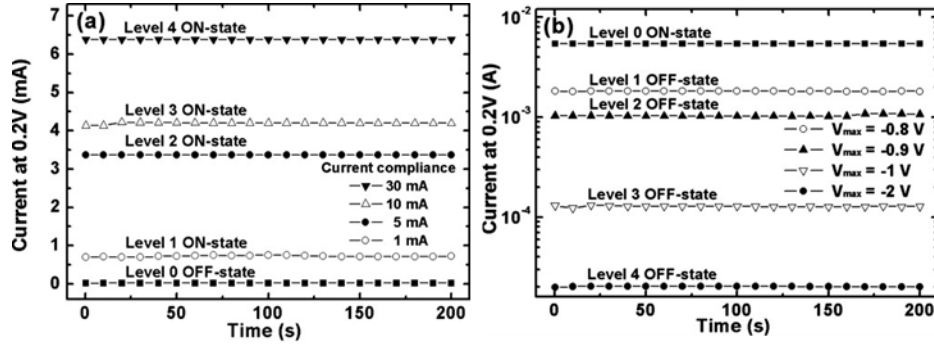 (a)
Level 4 ON-state
Level 3 ON-state
Level 2 ON-state
Current compliance
30 mA
10 mA
5 mA
1 mA
Level 1 ON-state
Level 0 OFF-state
Current at 0.2V (mA)
7
6
5
4
3
2
1
0
0 50 100 150 200
Time (s)
(b)
Level 0 ON-state
Level 1 OFF-state
Level 2 OFF-state
Vmax = -0.8 V
Vmax = -0.9 V
Vmax = -1 V
Vmax = -2 V
Level 3 OFF-state
Level 4 OFF-state
Current at 0.2V (A)
10⁻²
10⁻³
10⁻⁴
0 50 100 150 200
Time (s)